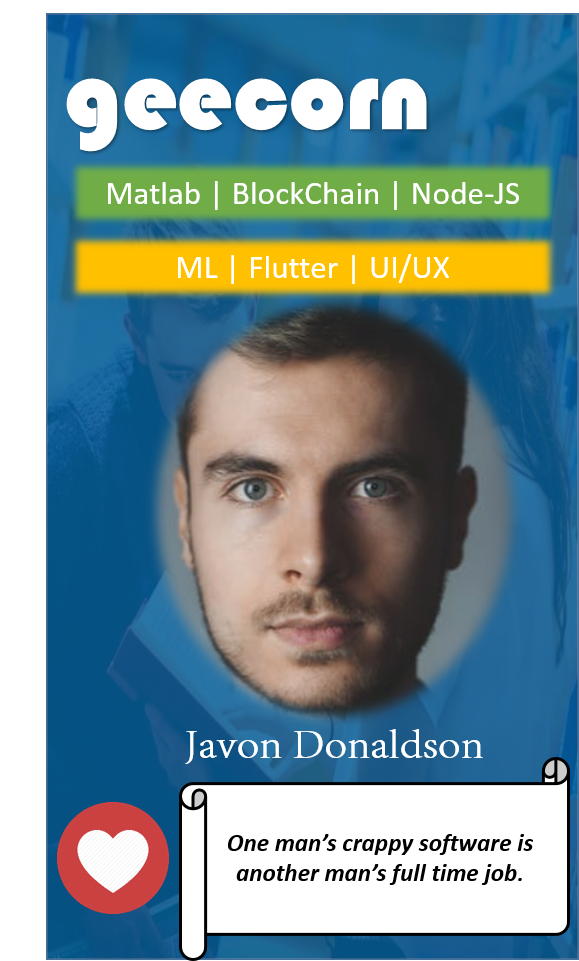 geecorn
Matlab | BlockChain | Node-JS
ML | Flutter | UI/UX
Javon Donaldson
One man’s crappy software is
another man’s full time job.